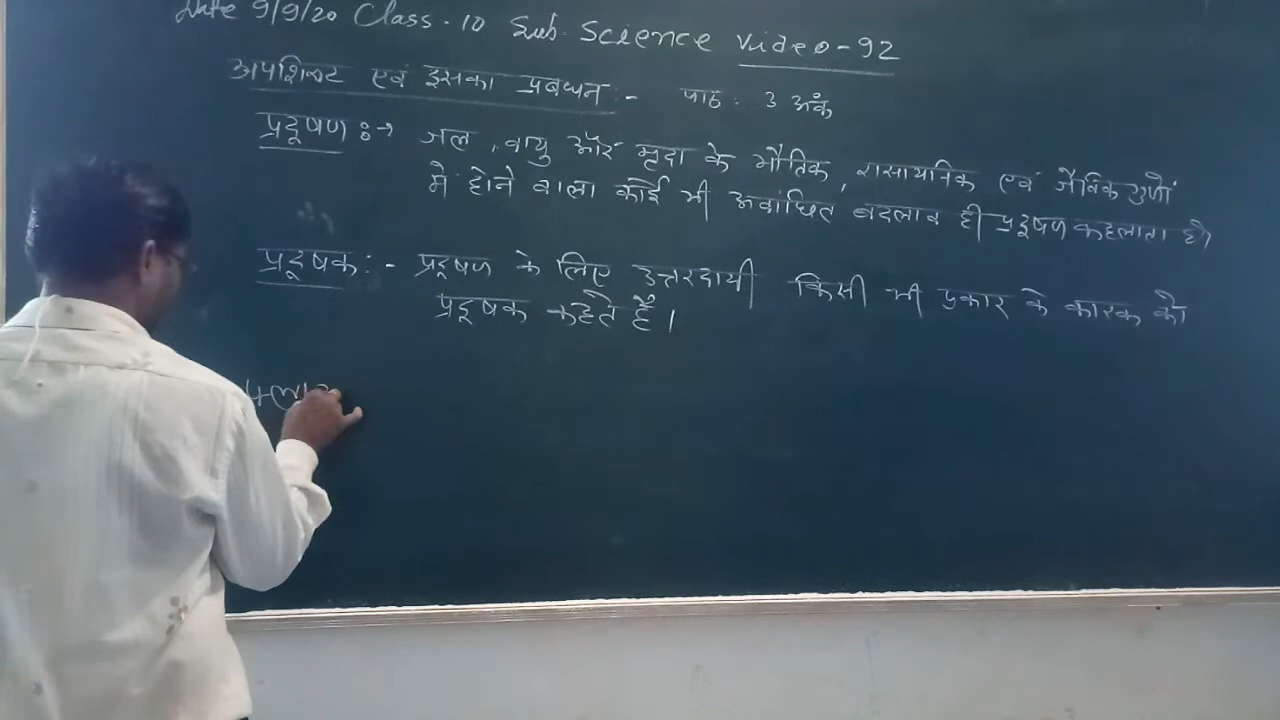 Date 9/9/20 Class-10 Sub. Science Video-92
अपशिष्ट एवं इसका प्रबन्धन:- पाठ. 3 अंक
प्रदूषण :→ जल, वायु और मृदा के भौतिक, रासायनिक एवं जैविक गुणों
में होने वाला कोई भी अवांछित बदलाव ही प्रदूषण कहलाता है।
प्रदूषक:- प्रदूषण के लिए उत्तरदायी किसी भी प्रकार के कारक को
प्रदूषक कहते हैं।